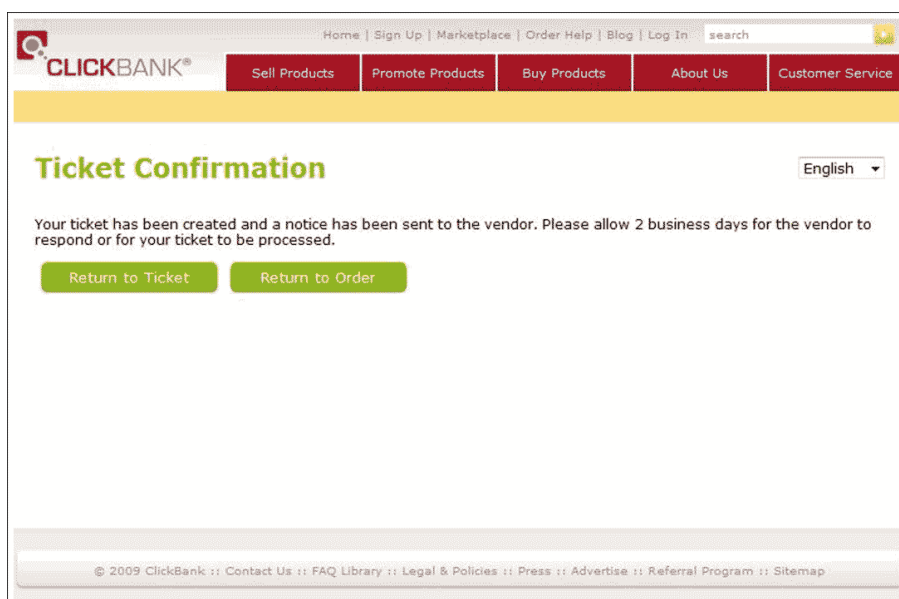 Home | Sign Up | Marketplace | Order Help | Blog | Log In search
CLICKBANK®
Sell Products Promote Products Buy Products About Us Customer Service
Ticket Confirmation
English
Your ticket has been created and a notice has been sent to the vendor. Please allow 2 business days for the vendor to
respond or for your ticket to be processed.
Return to Ticket Return to Order
© 2009 ClickBank :: Contact Us :: FAQ Library :: Legal & Policies :: Press :: Advertise :: Referral Program :: Sitemap